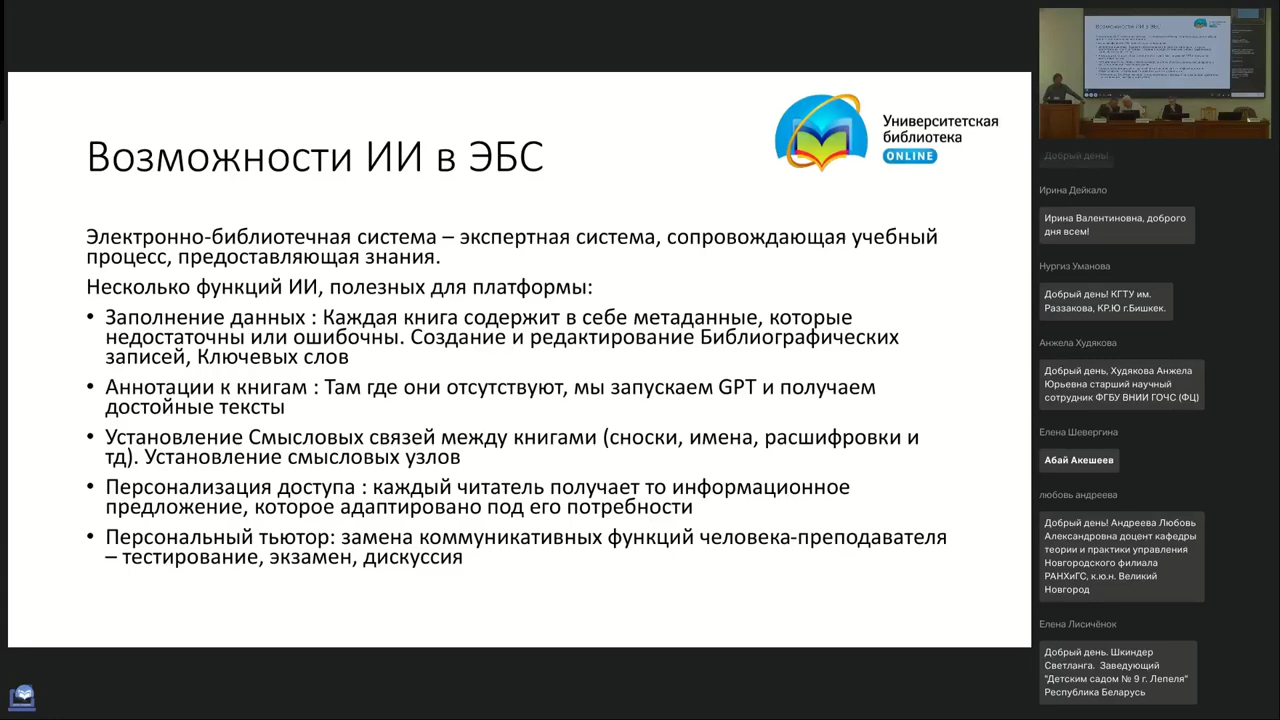 Возможности ИИ в ЭБС
Университетская
библиотека
ONLINE
Электронно-библиотечная система – экспертная система, сопровождающая учебный
процесс, предоставляющая знания.
Несколько функций ИИ, полезных для платформы:
• Заполнение данных : Каждая книга содержит в себе метаданные, которые
недостаточны или ошибочны. Создание и редактирование Библиографических
записей, Ключевых слов
• Аннотации к книгам : Там где они отсутствуют, мы запускаем GPT и получаем
достойные тексты
• Установление Смысловых связей между книгами (сноски, имена, расшифровки и
тд). Установление смысловых узлов
• Персонализация доступа : каждый читатель получает то информационное
предложение, которое адаптировано под его потребности
• Персональный тьютор: замена коммуникативных функций человека-преподавателя
– тестирование, экзамен, дискуссия
Возможности ИИ в ЭБС
Добрый день!
Ирина Дейкало
Ирина Валентиновна, доброго
дня всем!
Нургиз Уманова
Добрый день! КГТУ им.
Раззакова, КР.Ю г.Бишкек.
Анжела Худякова
Добрый день, Худякова Анжела
Юрьевна старший научный
сотрудник ФГБУ ВНИИ ГОЧС (ФЦ)
Елена Шевергина
Абай Акешеев
любовь андреева
Добрый день! Андреева Любовь
Александровна доцент кафедры
теории и практики управления
Новгородского филиала
РАНХиГС, к.ю.н. Великий
Новгород
Елена Лисичёнок
Добрый день. Шкиндер
Светланга. Заведующий
"Детским садом № 9 г. Лепеля"
Республика Беларусь